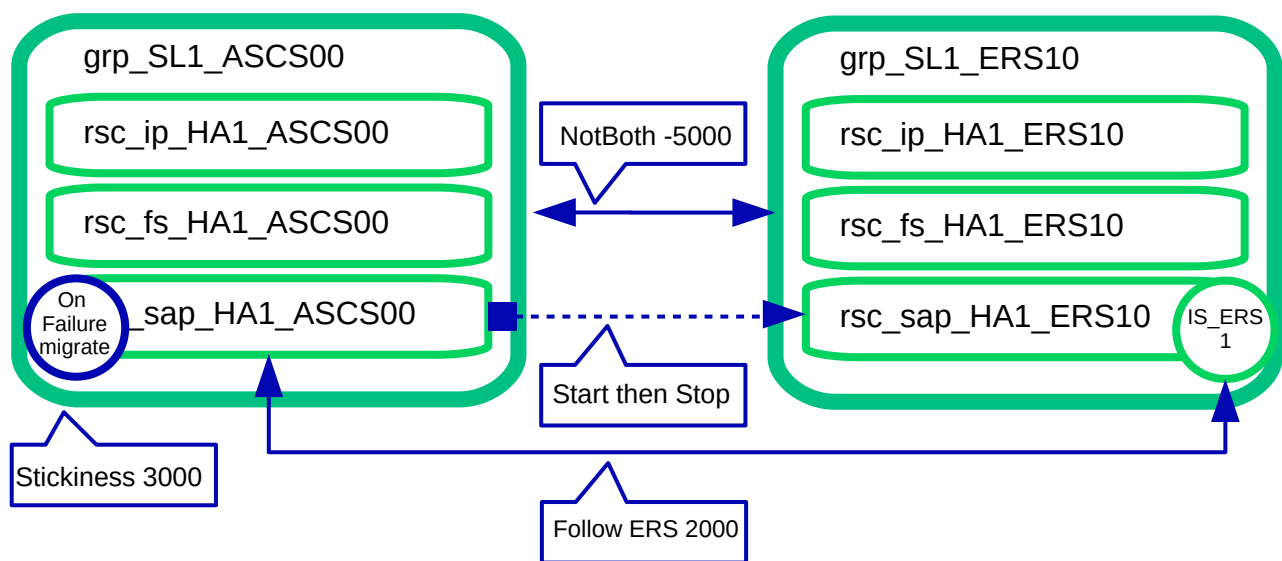 grp_SL1_ASCS00
rsc_ip_HA1_ASCS00
rsc_fs_HA1_ASCS00
On
Failure
migrate
_sap_HA1_ASCS00
Stickiness 3000
NotBoth -5000
Start then Stop
Follow ERS 2000
grp_SL1_ERS10
rsc_ip_HA1_ERS10
rsc_fs_HA1_ERS10
rsc_sap_HA1_ERS10
IS_ERS
1